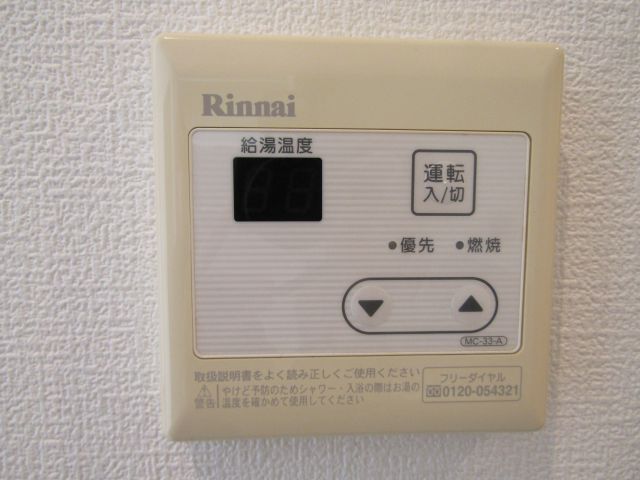 Rinnai
給湯温度
運転
入/切
優先
燃焼
MC-33-A
取扱説明書をよく読み正しくご使用ください
警告
やけど予防のためシャワー・入浴の際はお湯の
温度を確かめて使用してください
フリーダイヤル
0120-054321